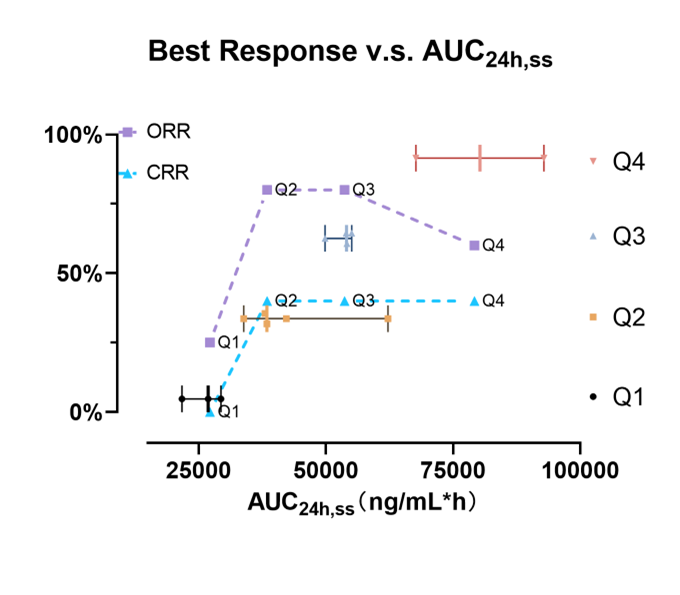 Best Response v.s. AUC24h,ss
100%
ORR
CRR
Q4
Q2
Q3
Q3
Q4
50%
Q2
Q3
Q4
Q2
Q1
Q1
0%
Q1
25000 50000 75000 100000
AUC24h,ss（ng/mL*h）